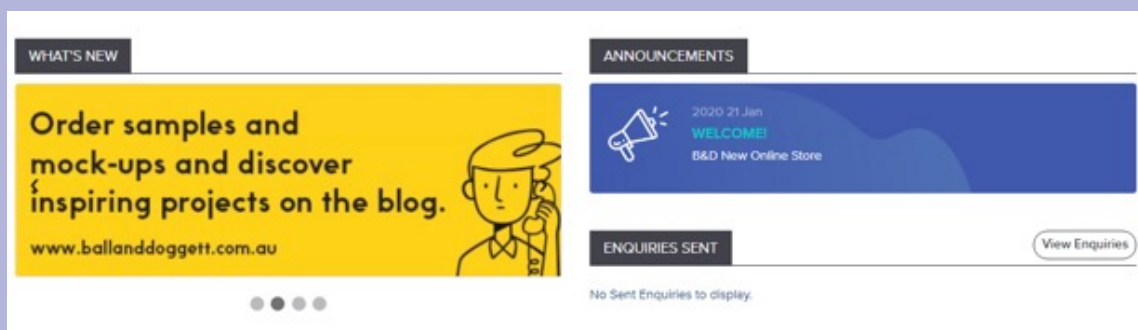 WHAT'S NEW
Order samples and
mock-ups and discover
inspiring projects on the blog.
www.ballanddoggett.com.au
ANNOUNCEMENTS
2020 21 Jan
WELCOME!
B&D New Online Store
ENQUIRIES SENT
View Enquiries
No Sent Enquiries to display.